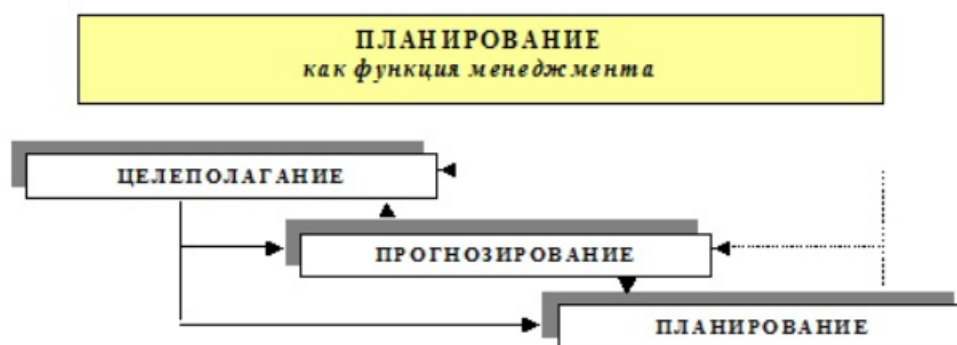 ПЛАНИРОВАНИЕ
как функция менеджмента
ЦЕЛЕПОЛАГАНИЕ
ПРОГНОЗИРОВАНИЕ
ПЛАНИРОВАНИЕ